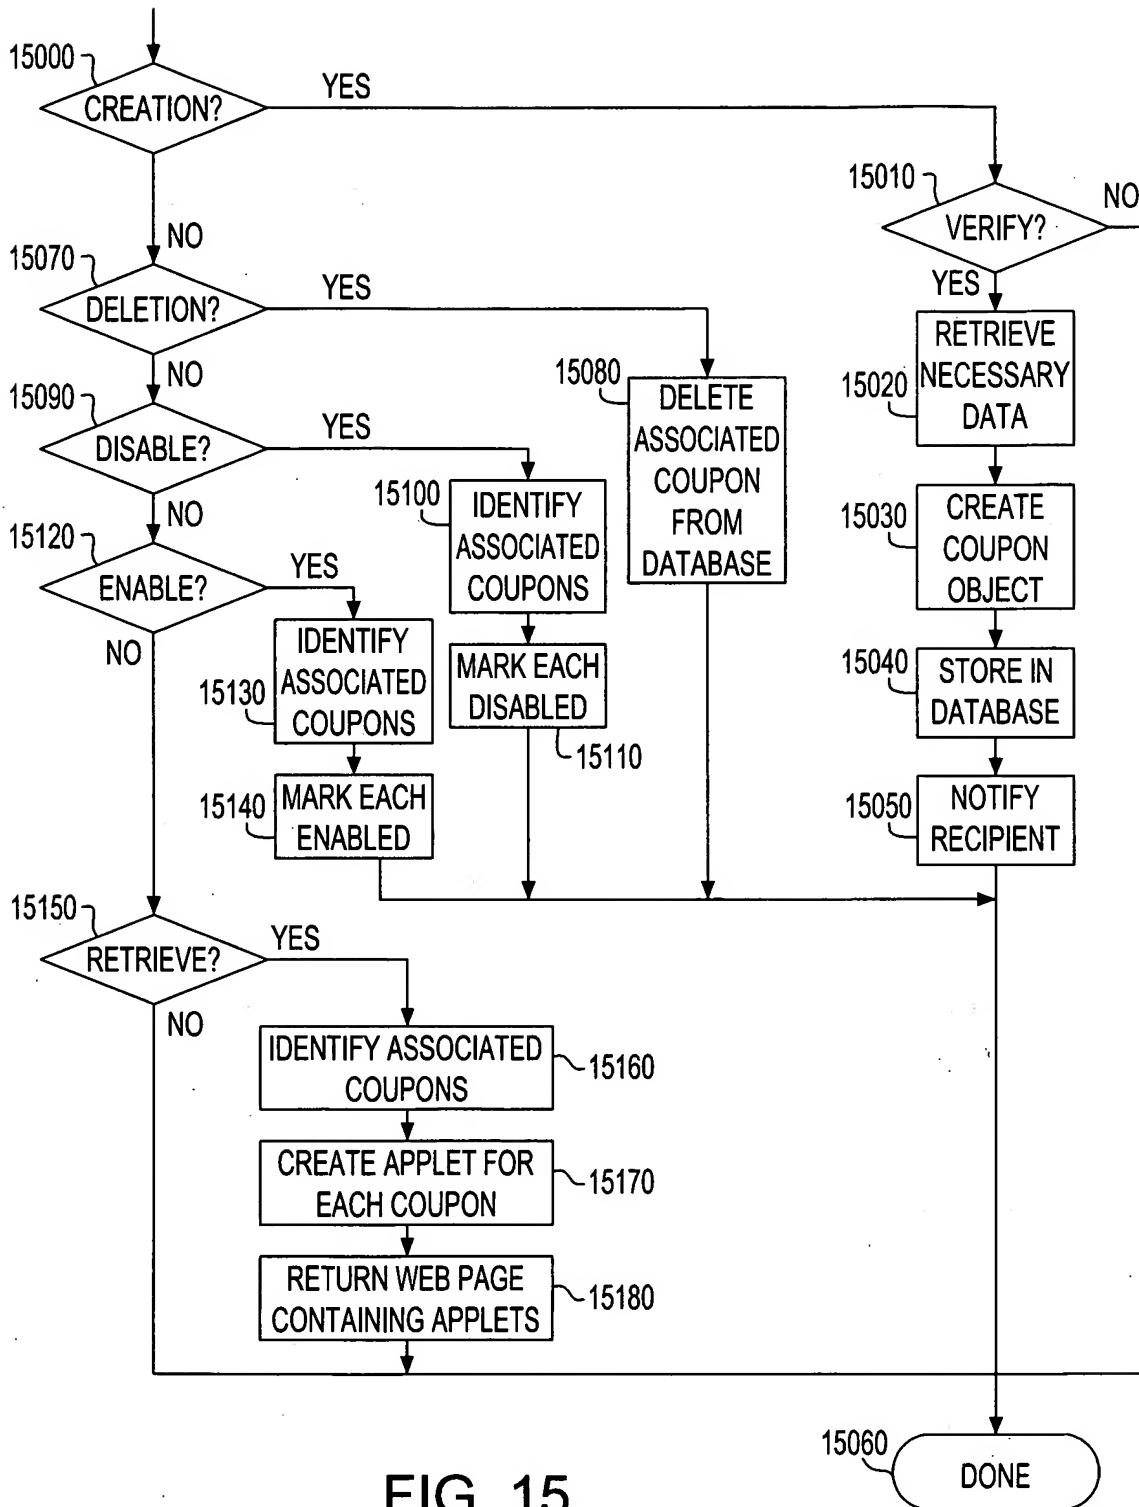 15000
CREATION?
YES
NO
15010
VERIFY?
NO
YES
15070
DELETION?
YES
NO
RETRIEVE
NECESSARY
DATA
15020
15080
DELETE
ASSOCIATED
COUPON
FROM
DATABASE
15090
DISABLE?
YES
NO
15100
IDENTIFY
ASSOCIATED
COUPONS
15030
CREATE
COUPON
OBJECT
15120
ENABLE?
YES
NO
15130
IDENTIFY
ASSOCIATED
COUPONS
MARK EACH
DISABLED
15110
15040
STORE IN
DATABASE
15140
MARK EACH
ENABLED
15050
NOTIFY
RECIPIENT
15150
RETRIEVE?
YES
NO
IDENTIFY ASSOCIATED
COUPONS
15160
CREATE APPLET FOR
EACH COUPON
15170
RETURN WEB PAGE
CONTAINING APPLETS
15180
15060
DONE
FIG. 15